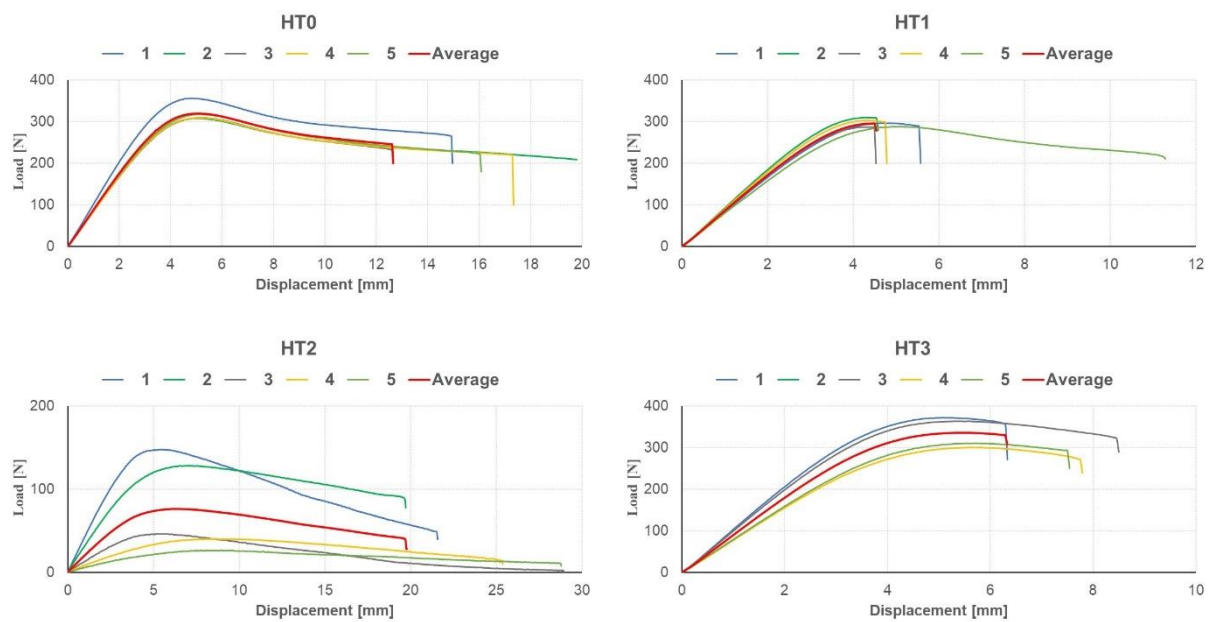 HT0
1 2 3 4 5 Average
400
300
200
100
0
Load [N]
0 2 4 6 8 10 12 14 16 18 20
Displacement [mm]
HT1
1 2 3 4 5 Average
400
300
200
100
0
Load [N]
0 2 4 6 8 10 12
Displacement [mm]
HT2
1 2 3 4 5 Average
200
100
0
Load [N]
0 5 10 15 20 25 30
Displacement [mm]
HT3
1 2 3 4 5 Average
400
300
200
100
0
Load [N]
0 2 4 6 8 10
Displacement [mm]